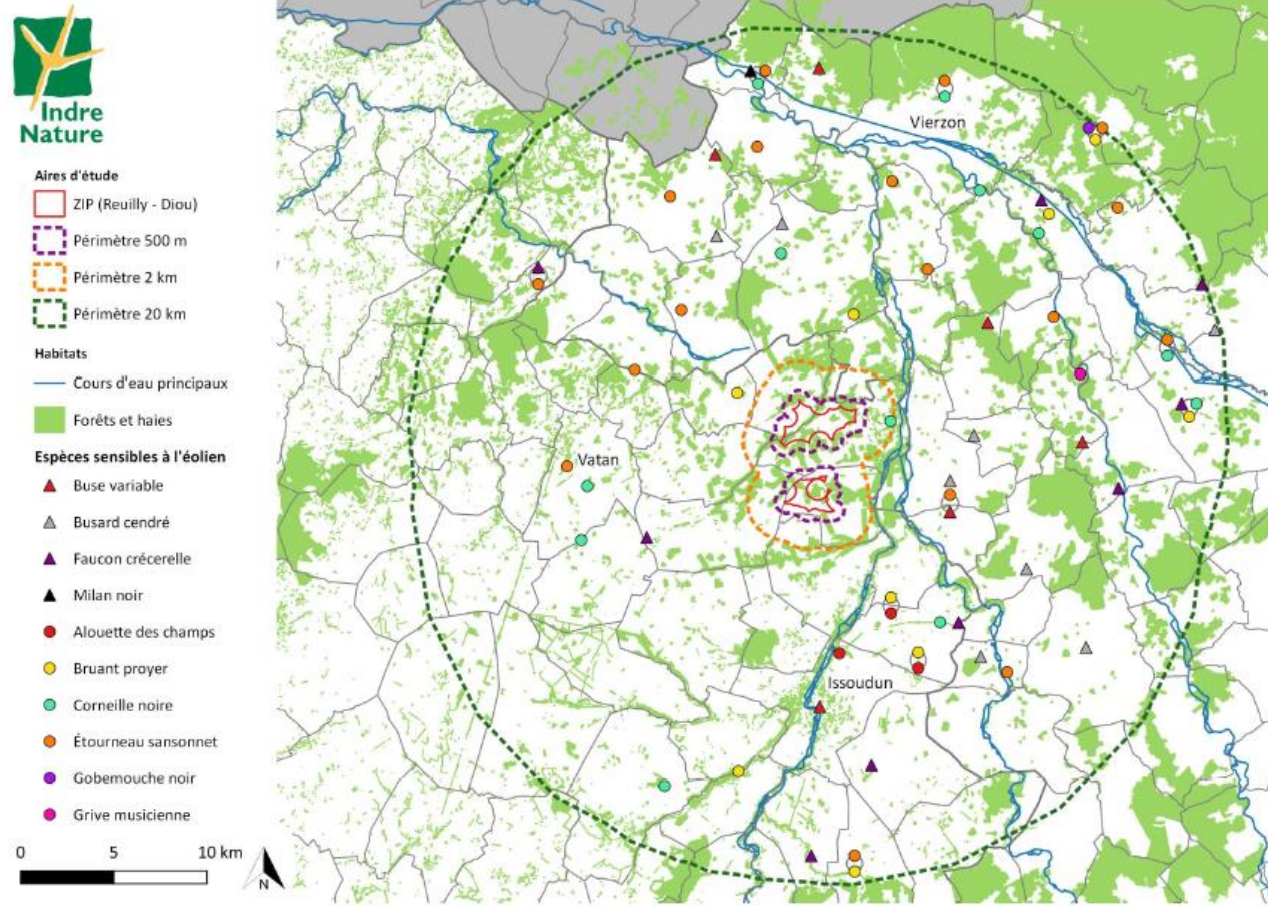 Indre
Nature
Aires d'étude
ZIP (Reuilly - Diou)
Périmètre 500 m
Périmètre 2 km
Périmètre 20 km
Habitats
Cours d'eau principaux
Forêts et haies
Espèces sensibles à l'éolien
Buse variable
Busard cendré
Faucon crécerelle
Milan noir
Alouette des champs
Bruant proyer
Corneille noire
Étourneau sansonnet
Gobemouche noir
Grive musicienne
0 5 10 km
N
Vierzon
Vatan
Issoudun